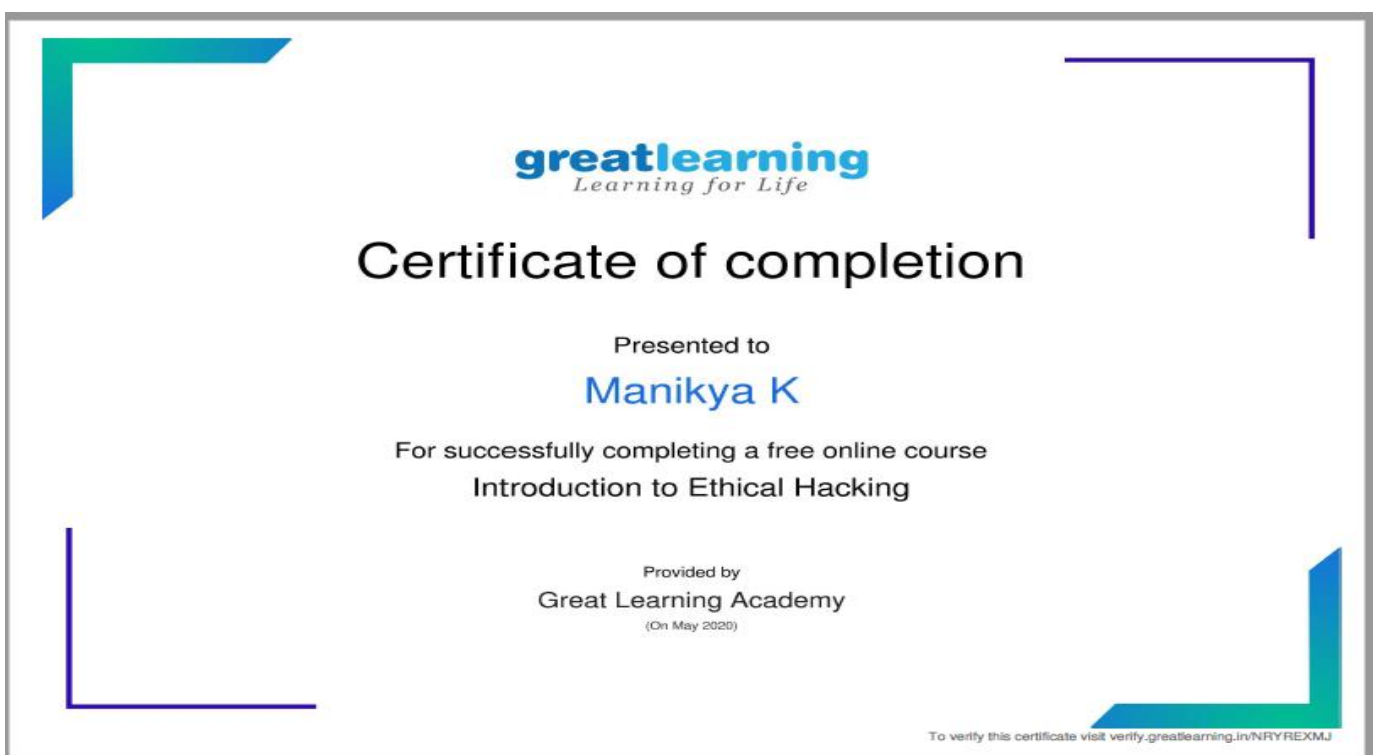 greatlearning
Learning for Life
Certificate of completion
Presented to
Manikya K
For successfully completing a free online course
Introduction to Ethical Hacking
Provided by
Great Learning Academy
(On May 2020)
To verify this certificate visit verify.greatlearning.in/NRYREXMJ